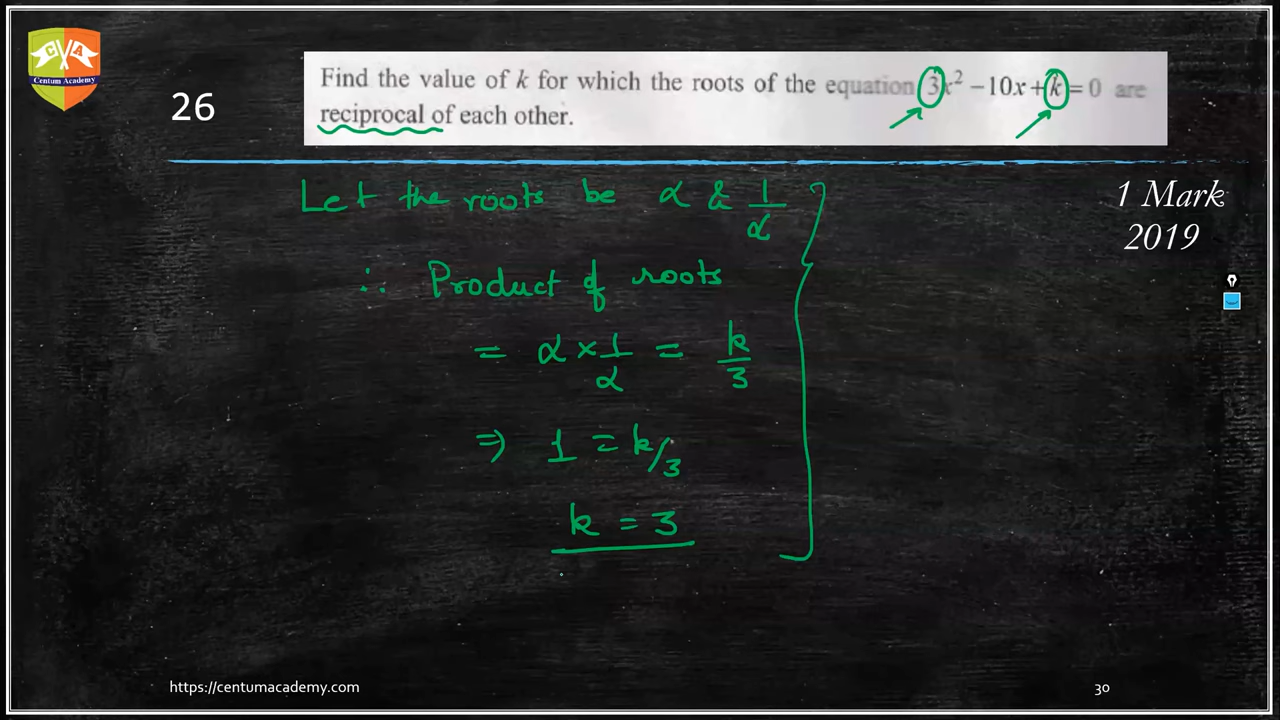 C A
Centum Academy
26
Find the value of k for which the roots of the equation 3x² − 10x + k = 0 are
reciprocal of each other.
1 Mark
2019
Let the roots be α & 1/α
∴ Product of roots
= α × 1/α = k/3
⇒ 1 = k/3
k = 3
https://centumacademy.com
30